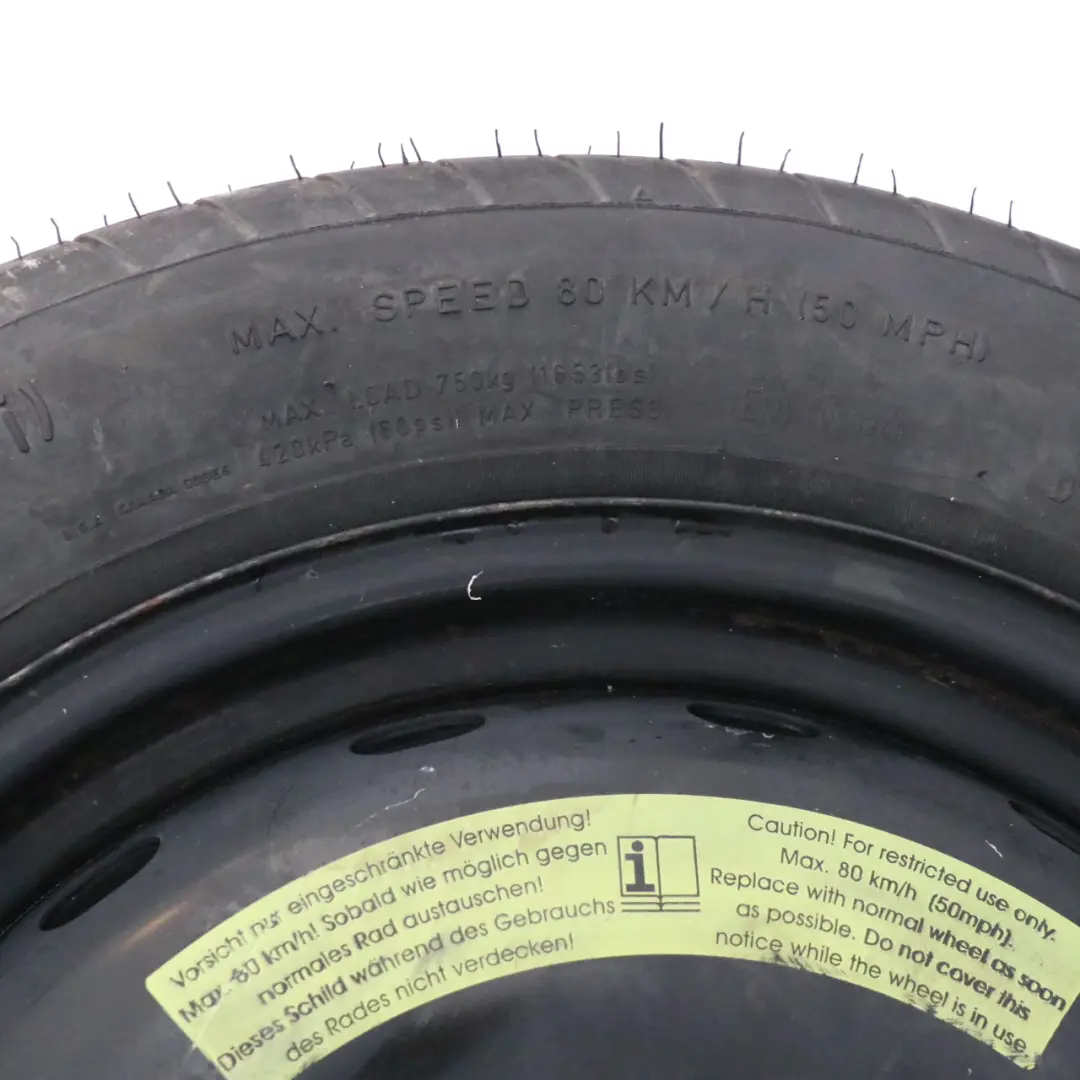 MAX. SPEED 80 KM/H (50 MPH)
MAX. LOAD 750kg (1653lbs)
420kPa (60psi) MAX PRESS.
U.S.A CANADA CODES
Vorsicht nur eingeschränkte Verwendung!
Max. 80 km/h! Sobald wie möglich gegen
normales Rad austauschen!
Dieses Schild während des Gebrauchs
des Rades nicht verdecken!
i
Caution! For restricted use only.
Max. 80 km/h (50mph).
Replace with normal wheel as soon
as possible. Do not cover this
notice while the wheel is in use